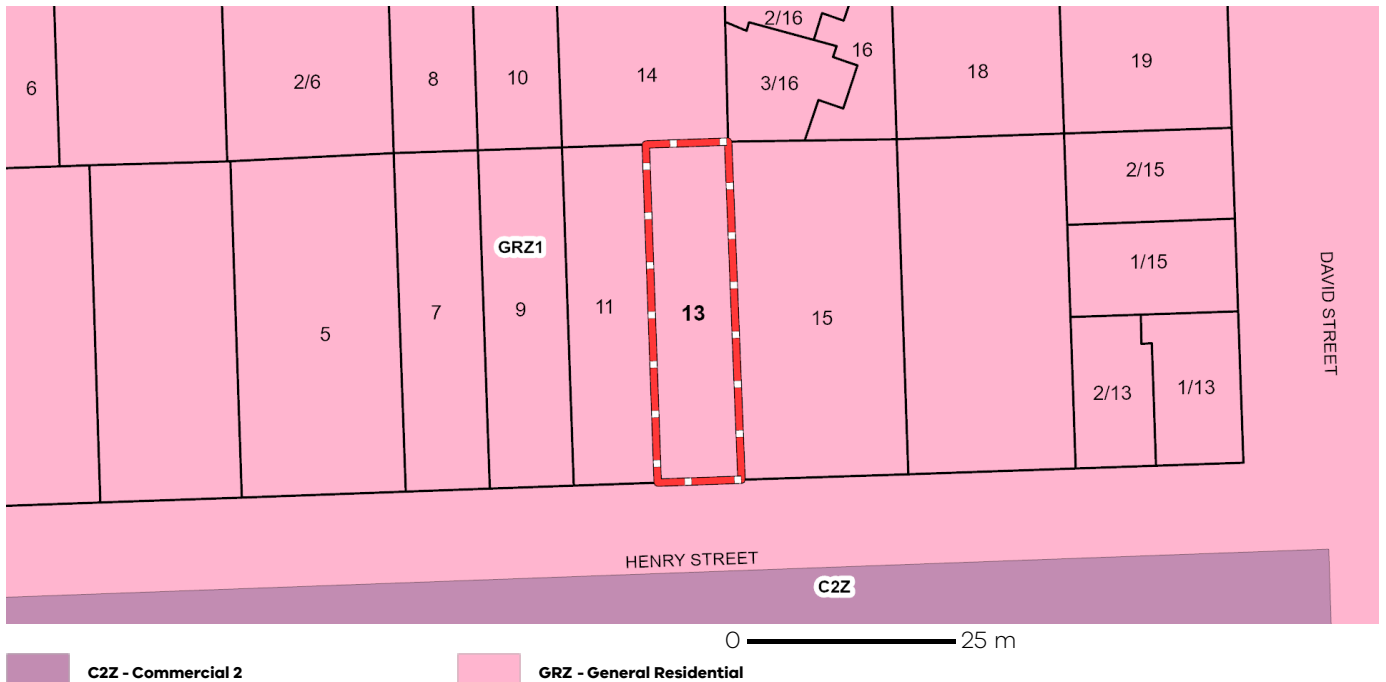 2/16
16
6
2/6
8
10
14
3/16
18
19
2/15
GRZ1
1/15
5
7
9
11
13
15
DAVID STREET
2/13
1/13
HENRY STREET
C2Z
0 25 m
C2Z - Commercial 2
GRZ - General Residential